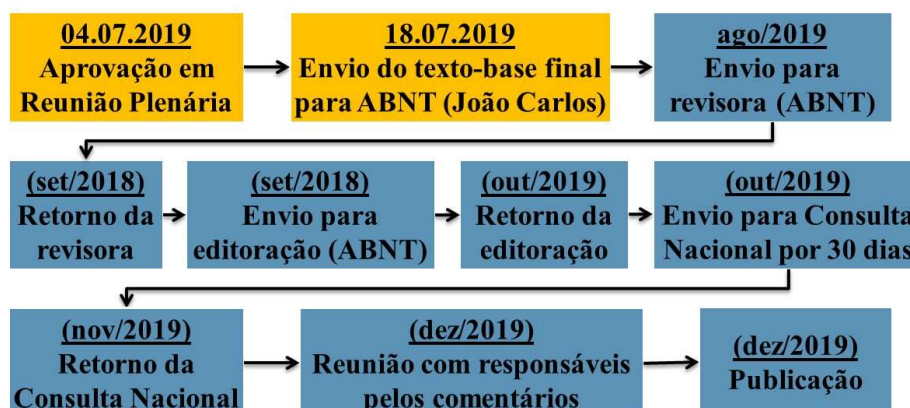 04.07.2019
Aprovação em
Reunião Plenária
18.07.2019
Envio do texto-base final
para ABNT (João Carlos)
ago/2019
Envio para
revisora (ABNT)
(set/2018)
Retorno da
revisora
(set/2018)
Envio para
editoração (ABNT)
(out/2019)
Retorno da
editoração
(out/2019)
Envio para Consulta
Nacional por 30 dias
(nov/2019)
Retorno da
Consulta Nacional
(dez/2019)
Reunião com responsáveis
pelos comentários
(dez/2019)
Publicação